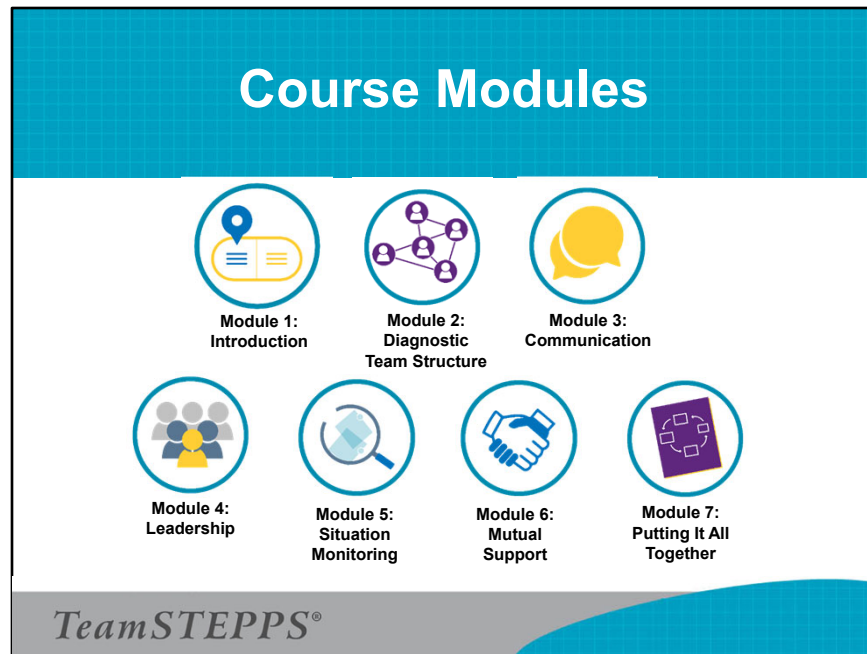 Course Modules
Module 1:
Introduction
Module 2:
Diagnostic
Team Structure
Module 3:
Communication
Module 4:
Leadership
Module 5:
Situation
Monitoring
Module 6:
Mutual
Support
Module 7:
Putting It All
Together
TeamSTEPPS®